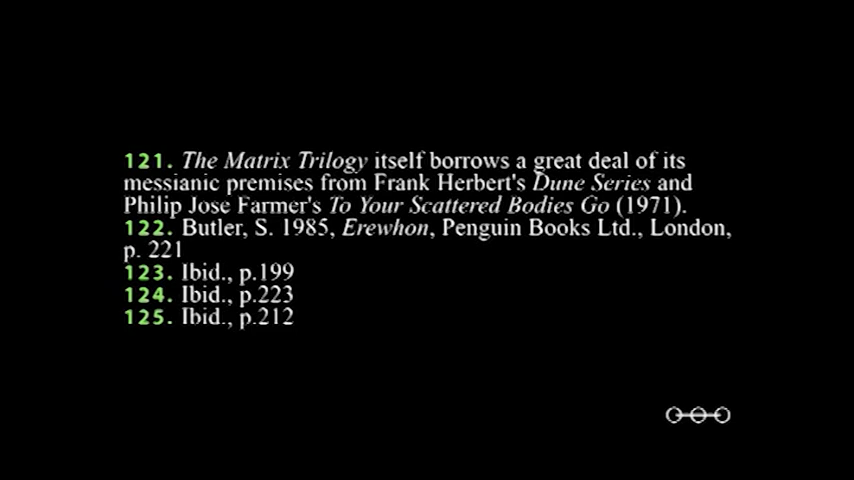 121. The Matrix Trilogy itself borrows a great deal of its
messianic premises from Frank Herbert's Dune Series and
Philip Jose Farmer's To Your Scattered Bodies Go (1971).
122. Butler, S. 1985, Erewhon, Penguin Books Ltd., London,
p. 221
123. Ibid., p.199
124. Ibid., p.223
125. Ibid., p.212